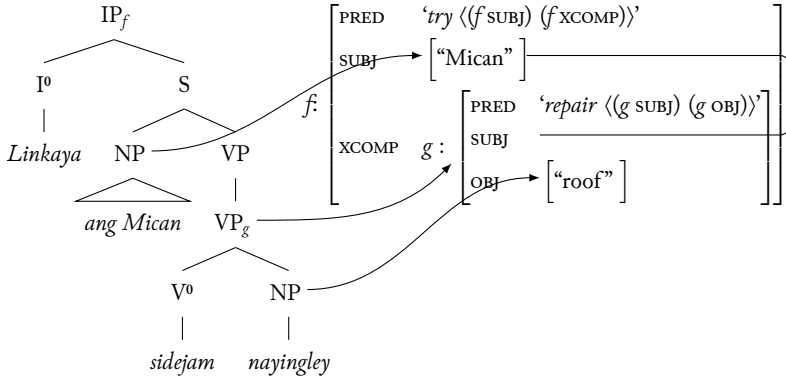 IP_f
I⁰ S
Linkaya NP VP
ang Mican VP_g
V⁰ NP
sidejam nayingley
f: PRED ‘try ⟨(f SUBJ) (f XCOMP)⟩’
SUBJ [“Mican”]
XCOMP g : PRED ‘repair ⟨(g SUBJ) (g OBJ)⟩’
SUBJ
OBJ [“roof”]